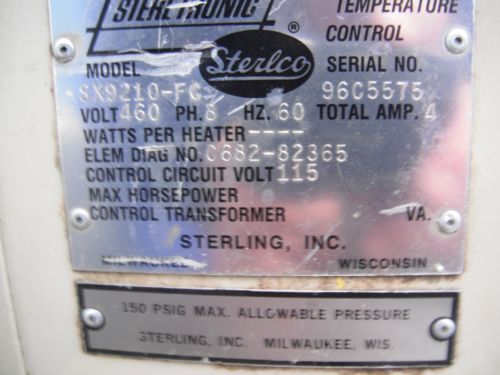 STERLTRONIC TEMPERATURE
CONTROL
Sterlco ®
MODEL SERIAL NO.
SX9210-FC 96C5575
VOLT 460 PH. 3 HZ. 60 TOTAL AMP. 4
WATTS PER HEATER ----
ELEM DIAG NO. C682-82365
CONTROL CIRCUIT VOLT 115
MAX HORSEPOWER
CONTROL TRANSFORMER VA.
STERLING, INC.
MILWAUKEE, WISCONSIN
150 PSIG MAX. ALLOWABLE PRESSURE
STERLING, INC. MILWAUKEE, WIS.